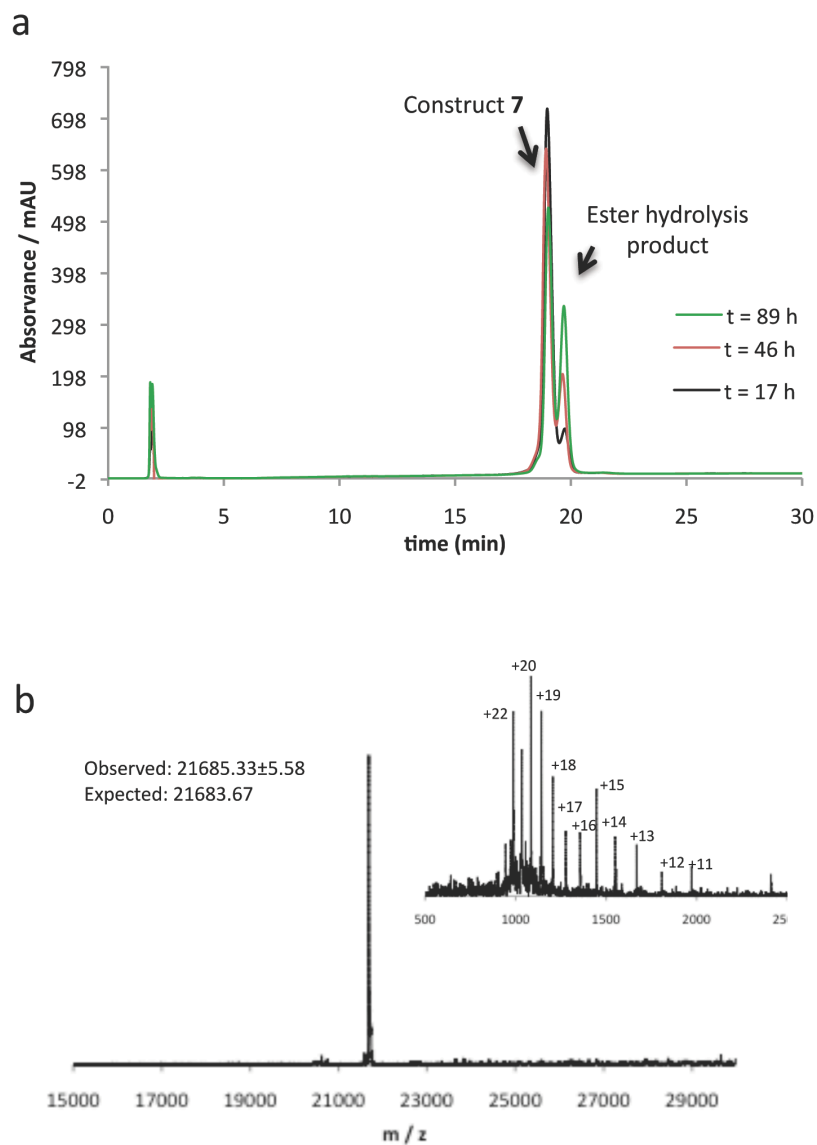 a
798
698
598
498
398
298
198
98
-2
Absorvance / mAU
Construct 7
Ester hydrolysis
product
t = 89 h
t = 46 h
t = 17 h
0 5 10 15 20 25 30
time (min)
b
Observed: 21685.33±5.58
Expected: 21683.67
+20
+22
+19
+18
+17
+16
+15
+14
+13
+12
+11
500 1000 1500 2000 250
15000 17000 19000 21000 23000 25000 27000 29000
m / z